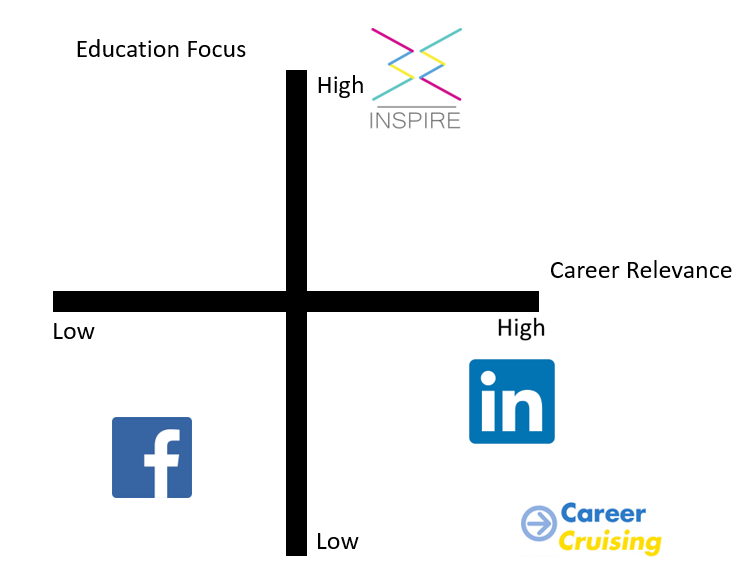 Education Focus
High
INSPIRE
Career Relevance
Low
High
in
f
Career
Cruising
Low